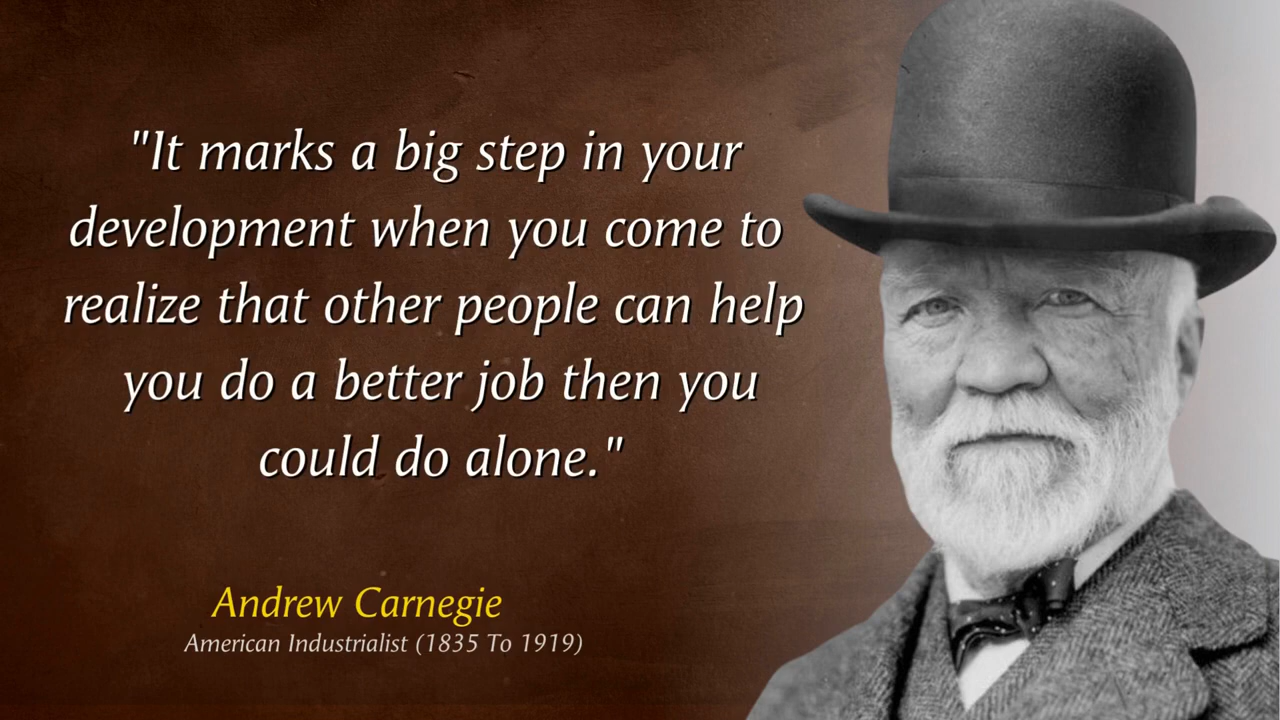 "It marks a big step in your
development when you come to
realize that other people can help
you do a better job then you
could do alone."
Andrew Carnegie
American Industrialist (1835 To 1919)